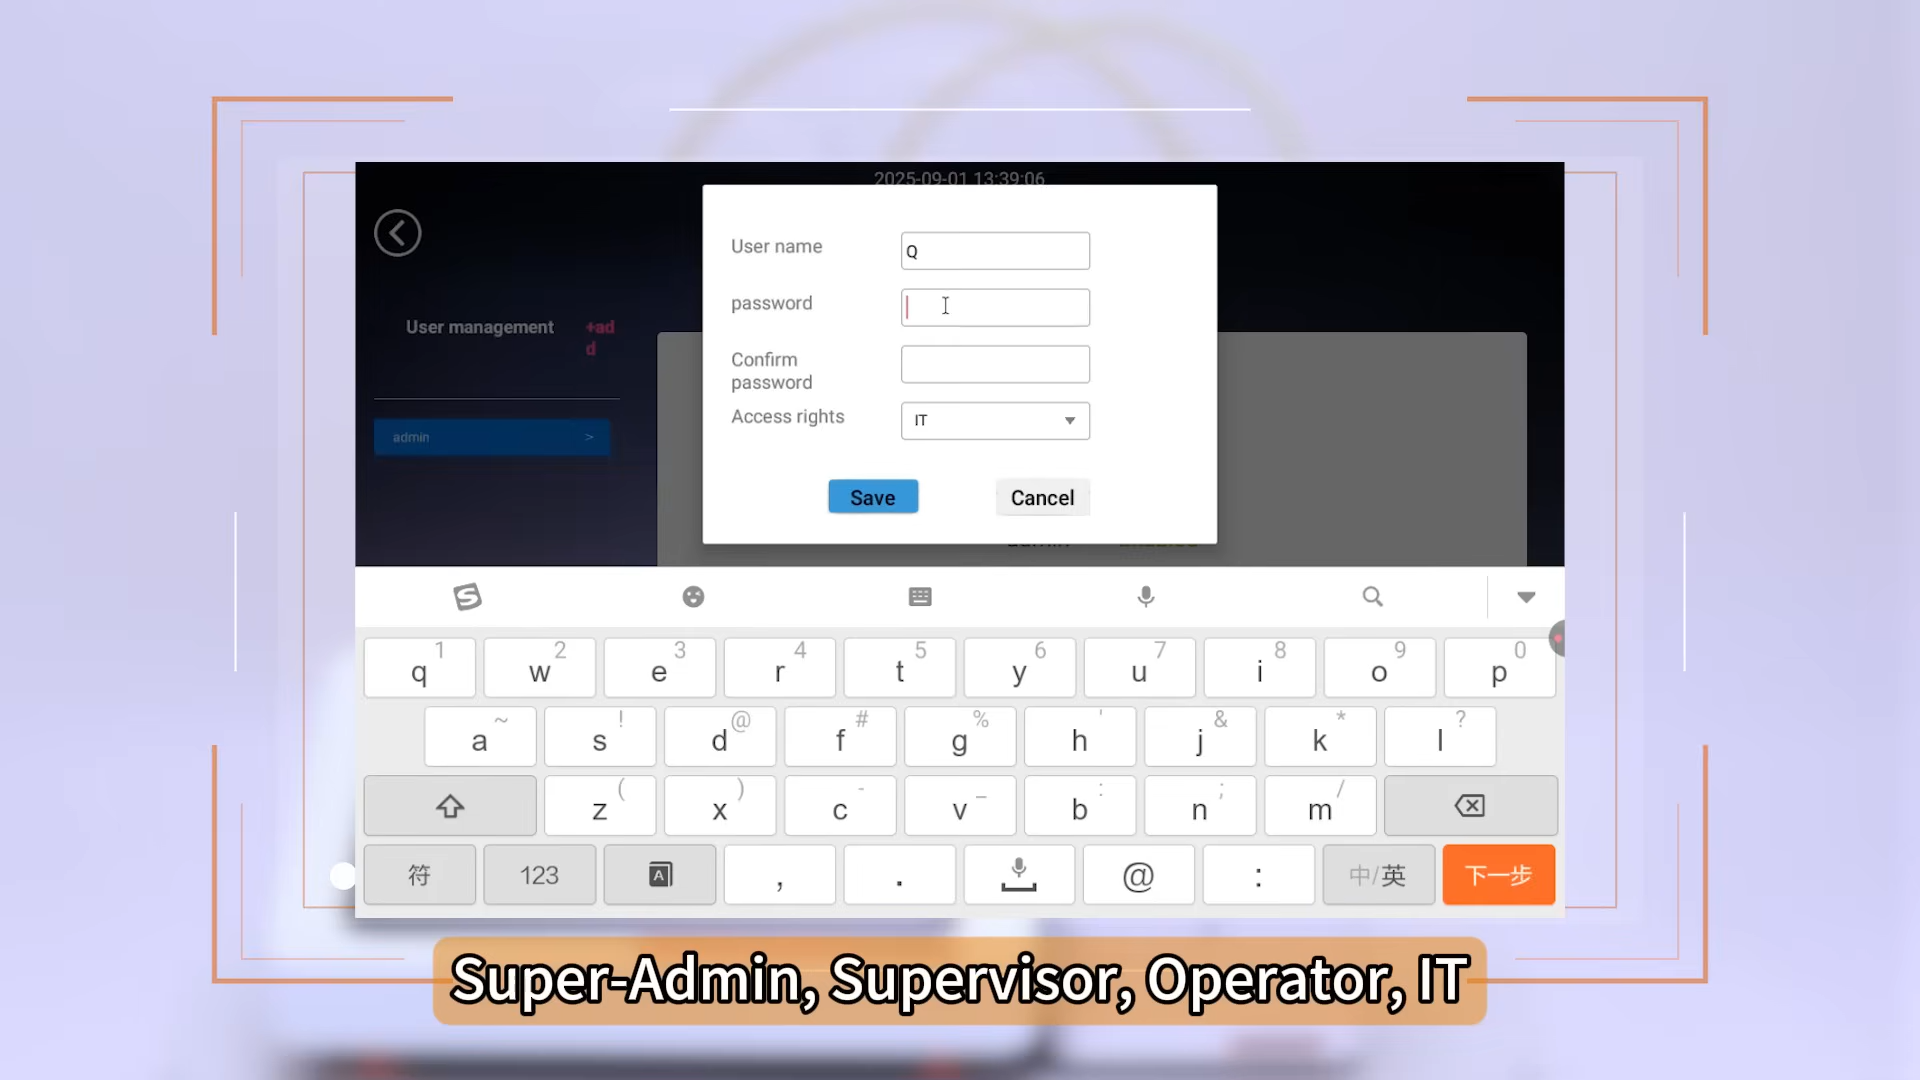 2025-09-01 13:39:06
User name
Q
password
Confirm
password
Access rights
IT
Save
Cancel
User management
+ad
d
admin >
1 2 3 4 5 6 7 8 9 0
q w e r t y u i o p
~ ! @ # % ' & * ?
a s d f g h j k l
( ) - _ : ; /
z x c v b n m
符 123 A , . @ : 中/英 下一步
Super-Admin, Supervisor, Operator, IT